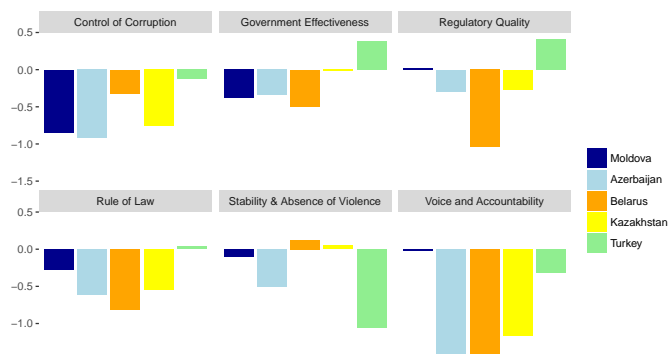 Control of Corruption
Government Effectiveness
Regulatory Quality
0.5
0.0
−0.5
−1.0
−1.5
Rule of Law
Stability & Absence of Violence
Voice and Accountability
0.5
0.0
−0.5
−1.0
Moldova
Azerbaijan
Belarus
Kazakhstan
Turkey